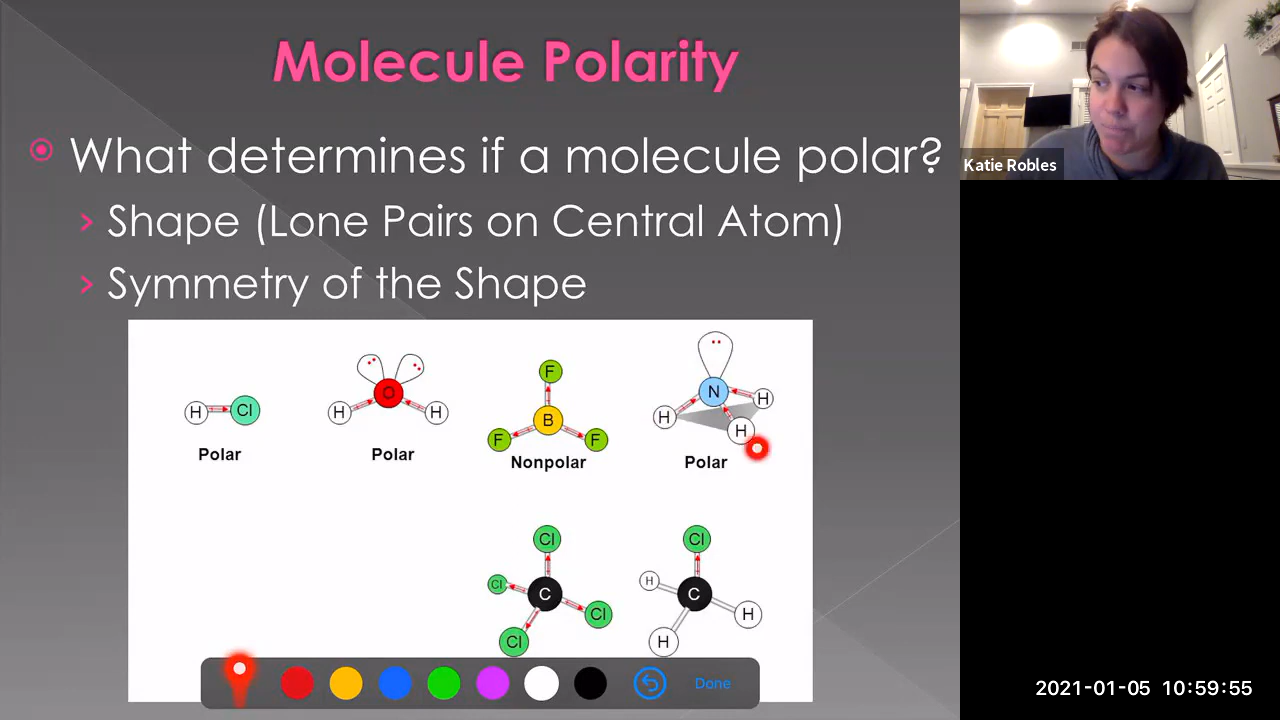 Molecule Polarity
What determines if a molecule polar?
Shape (Lone Pairs on Central Atom)
Symmetry of the Shape
H Cl
Polar
O
H H
Polar
F
B
F F
Nonpolar
N
H H
H
Polar
Cl
Cl C
Cl
Cl
Cl
H C
H
H
Done
Katie Robles
2021-01-05 10:59:55